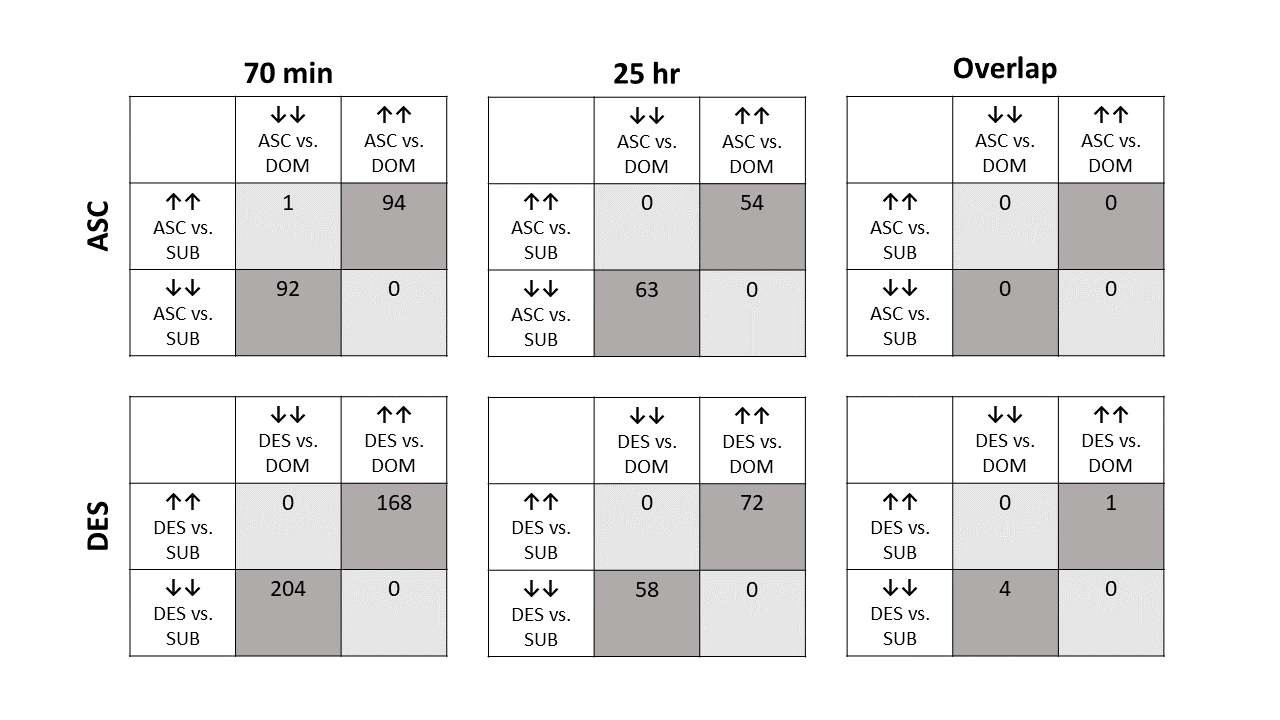 70 min
25 hr
Overlap
ASC
↓↓
ASC vs.
DOM
↑↑
ASC vs.
DOM
↑↑
ASC vs.
SUB
1
94
↓↓
ASC vs.
SUB
92
0
↓↓
ASC vs.
DOM
↑↑
ASC vs.
DOM
↑↑
ASC vs.
SUB
0
54
↓↓
ASC vs.
SUB
63
0
↓↓
ASC vs.
DOM
↑↑
ASC vs.
DOM
↑↑
ASC vs.
SUB
0
0
↓↓
ASC vs.
SUB
0
0
DES
↓↓
DES vs.
DOM
↑↑
DES vs.
DOM
↑↑
DES vs.
SUB
0
168
↓↓
DES vs.
SUB
204
0
↓↓
DES vs.
DOM
↑↑
DES vs.
DOM
↑↑
DES vs.
SUB
0
72
↓↓
DES vs.
SUB
58
0
↓↓
DES vs.
DOM
↑↑
DES vs.
DOM
↑↑
DES vs.
SUB
0
1
↓↓
DES vs.
SUB
4
0